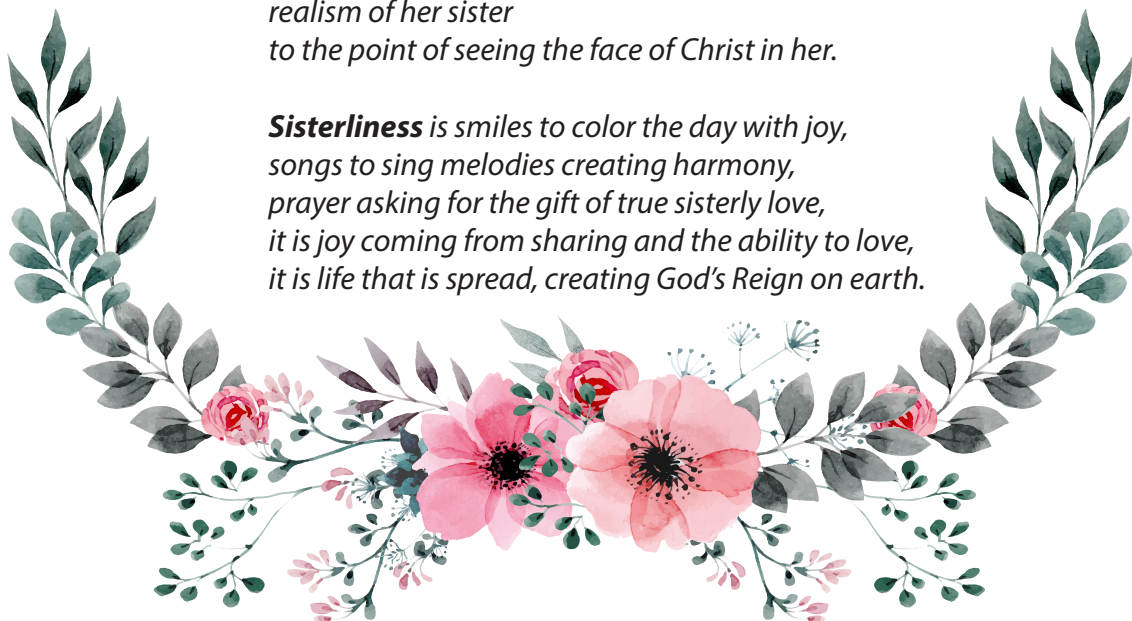 realism of her sister
to the point of seeing the face of Christ in her.
Sisterliness is smiles to color the day with joy,
songs to sing melodies creating harmony,
prayer asking for the gift of true sisterly love,
it is joy coming from sharing and the ability to love,
it is life that is spread, creating God’s Reign on earth.